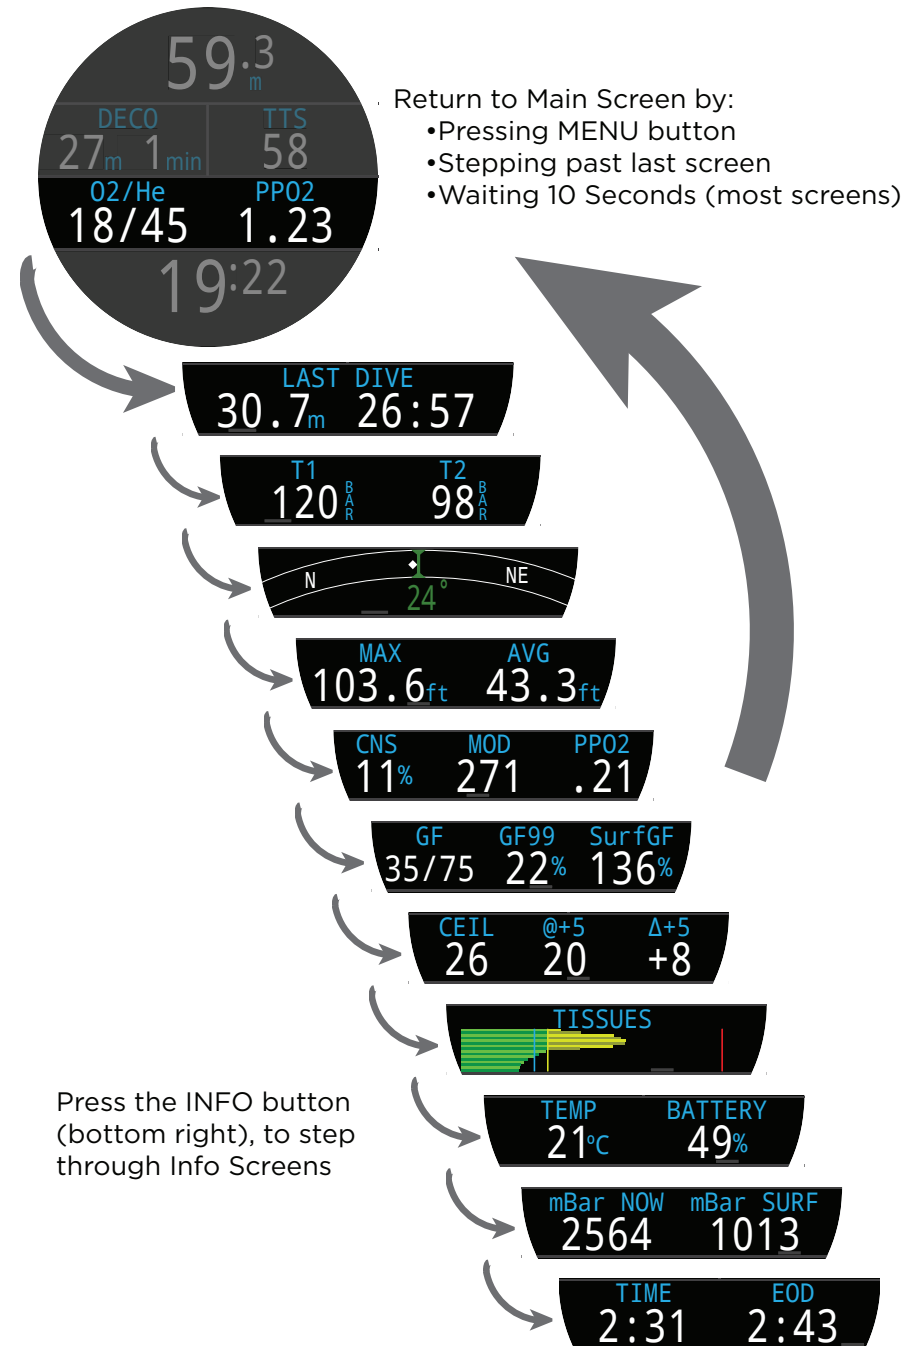 59.3
m
DECO TTS
27m 1min 58
O2/He PPO2
18/45 1.23
19:22
Return to Main Screen by:
•Pressing MENU button
•Stepping past last screen
•Waiting 10 Seconds (most screens)
LAST DIVE
30.7m 26:57
T1 T2
120 BAR 98 BAR
N NE
24°
MAX AVG
103.6ft 43.3ft
CNS MOD PPO2
11% 271 .21
GF GF99 SurfGF
35/75 22% 136%
CEIL @+5 Δ+5
26 20 +8
TISSUES
Press the INFO button
(bottom right), to step
through Info Screens
TEMP BATTERY
21°C 49%
mBar NOW mBar SURF
2564 1013
TIME EOD
2:31 2:43